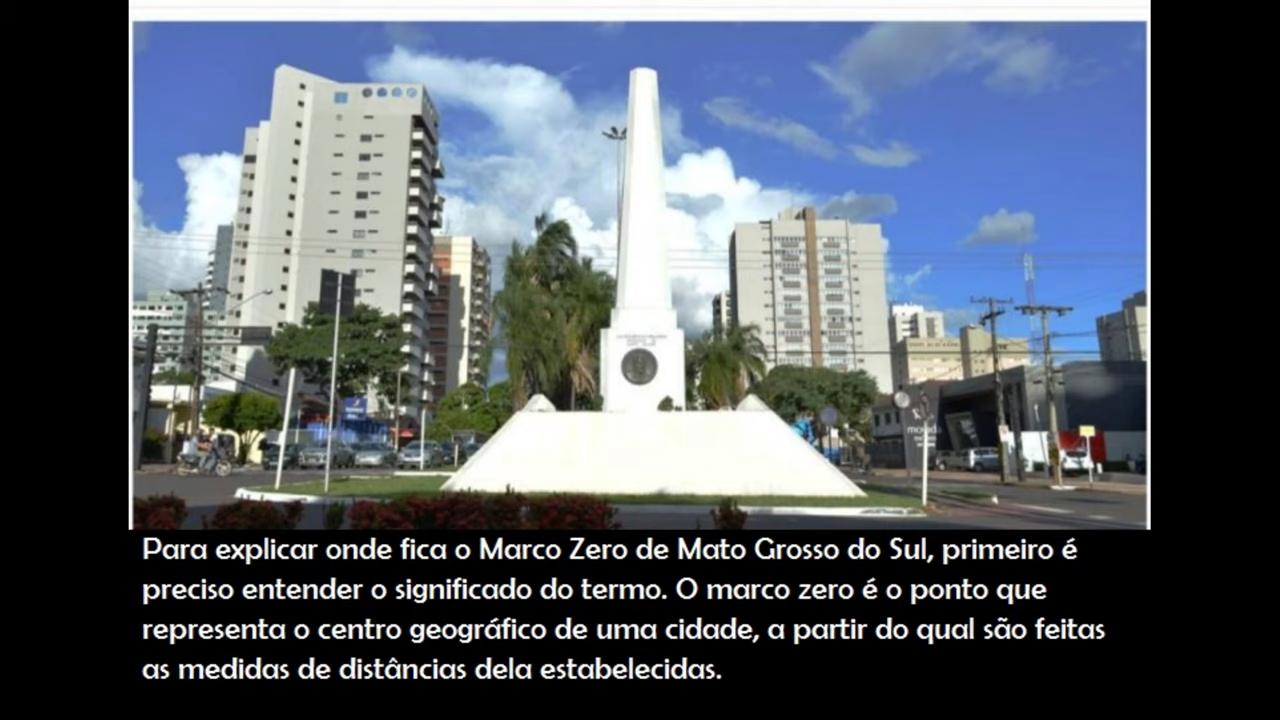 Para explicar onde fica o Marco Zero de Mato Grosso do Sul, primeiro é
preciso entender o significado do termo. O marco zero é o ponto que
representa o centro geográfico de uma cidade, a partir do qual são feitas
as medidas de distâncias dela estabelecidas.